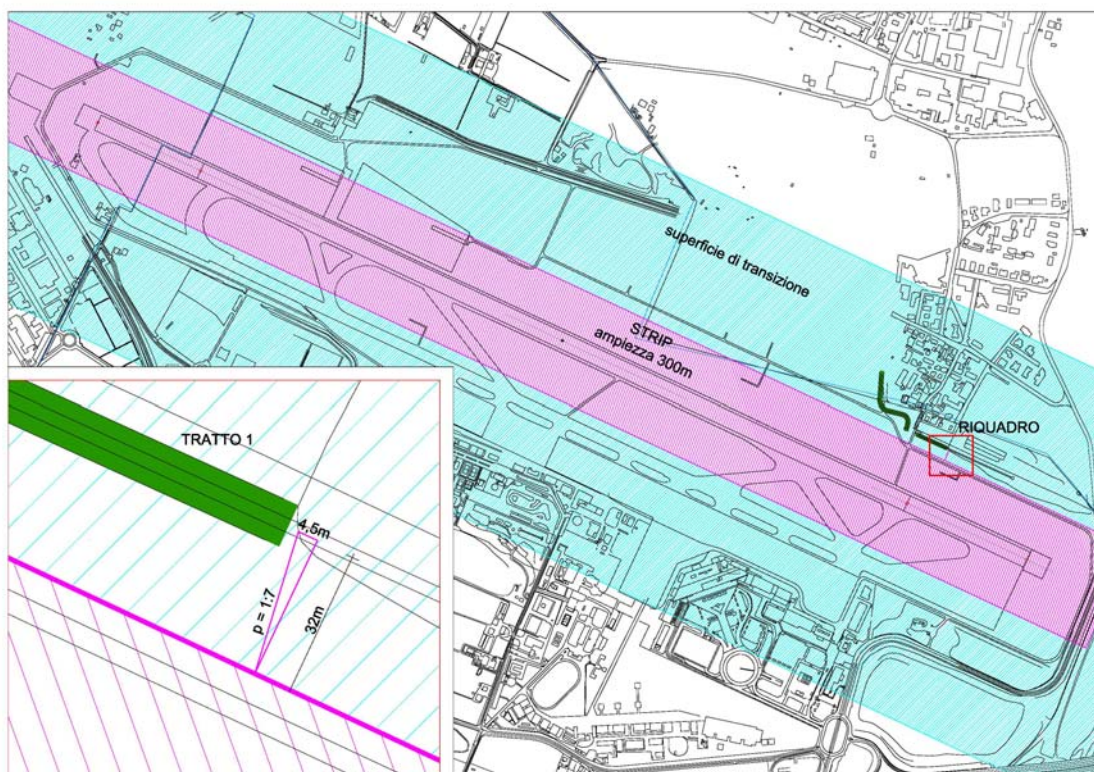 superficie di transizione
STRIP
ampiezza 300m
RIQUADRO
TRATTO 1
4,5m
p = 1:7
32m